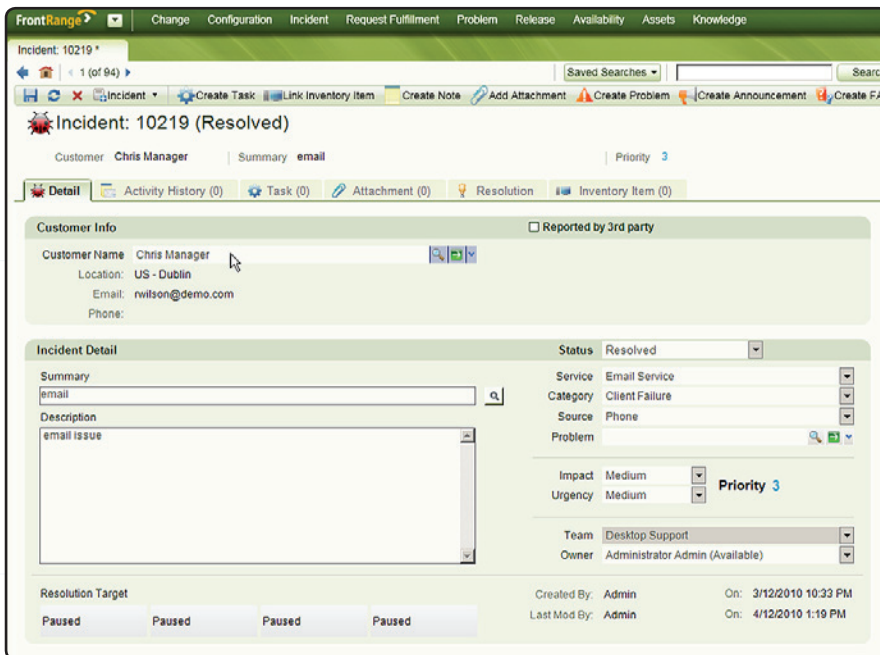 FrontRange Change Configuration Incident Request Fulfillment Problem Release Availability Assets Knowledge
Incident: 10219 *
1 (of 94)
Saved Searches
Searc
Incident Create Task Link Inventory Item Create Note Add Attachment Create Problem Create Announcement Create FA
Incident: 10219 (Resolved)
Customer Chris Manager Summary email Priority 3
Detail Activity History (0) Task (0) Attachment (0) Resolution Inventory Item (0)
Customer Info Reported by 3rd party
Customer Name Chris Manager
Location: US - Dublin
Email: rwilson@demo.com
Phone:
Incident Detail Status Resolved
Summary Service Email Service
email Category Client Failure
Description Source Phone
email issue Problem
Impact Medium
Urgency Medium
Priority 3
Team Desktop Support
Owner Administrator Admin (Available)
Resolution Target Created By: Admin On: 3/12/2010 10:33 PM
Paused Paused Paused Paused Last Mod By: Admin On: 4/12/2010 1:19 PM